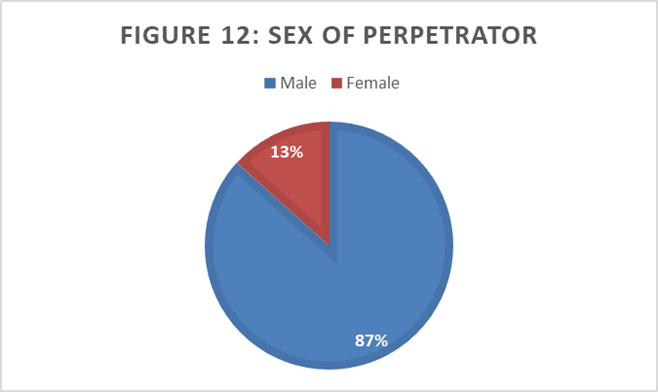 FIGURE 12: SEX OF PERPETRATOR
Male Female
13%
87%